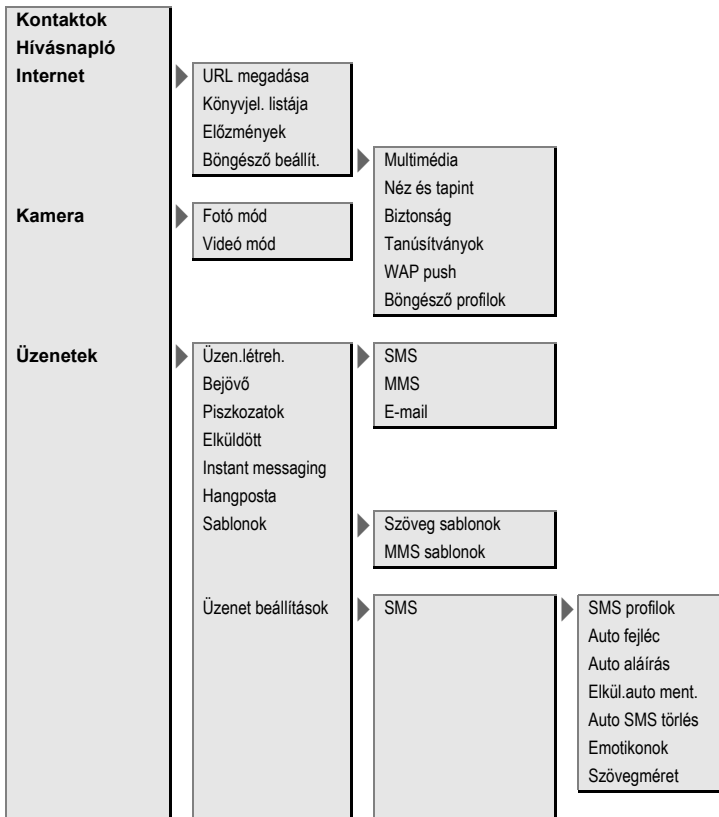 Kontaktok
Hívásnapló
Internet
URL megadása
Könyvjel. listája
Előzmények
Böngésző beállít.
Multimédia
Néz és tapint
Biztonság
Tanúsítványok
WAP push
Böngésző profilok
Kamera
Fotó mód
Videó mód
Üzenetek
Üzen.létreh.
SMS
MMS
E-mail
Bejövő
Piszkozatok
Elküldött
Instant messaging
Hangposta
Sablonok
Szöveg sablonok
MMS sablonok
Üzenet beállítások
SMS
SMS profilok
Auto fejléc
Auto aláírás
Elkül.auto ment.
Auto SMS törlés
Emotikonok
Szövegméret